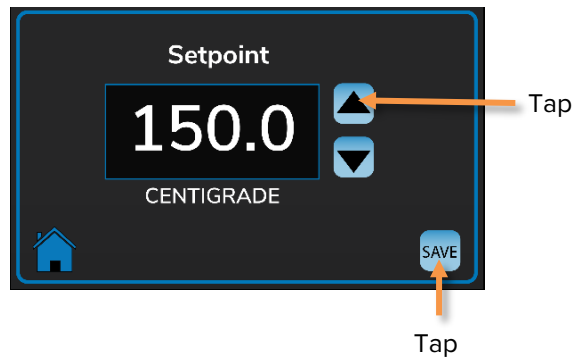 Setpoint
150.0
Tap
CENTIGRADE
SAVE
Tap